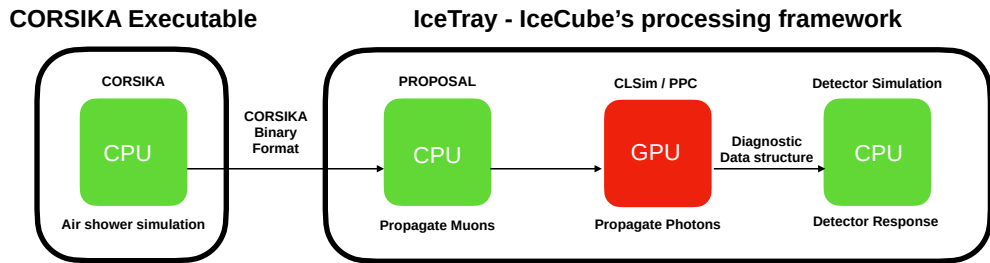 CORSIKA Executable
IceTray - IceCube’s processing framework
CORSIKA
CPU
Air shower simulation
CORSIKA
Binary
Format
PROPOSAL
CPU
Propagate Muons
CLSim / PPC
GPU
Propagate Photons
Diagnostic
Data structure
Detector Simulation
CPU
Detector Response